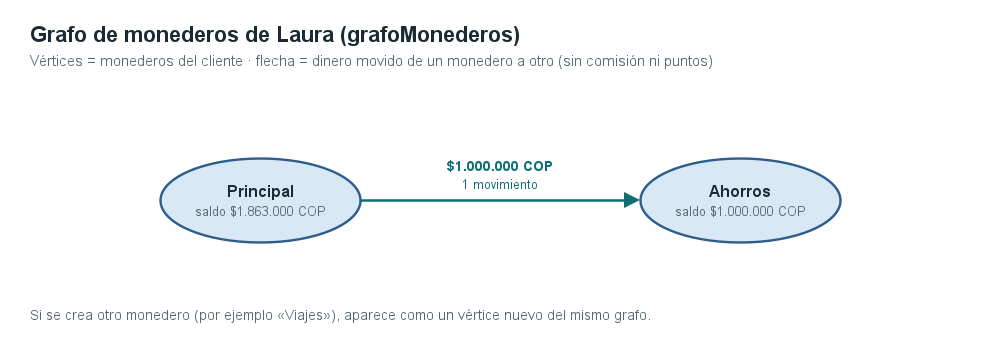 Grafo de monederos de Laura (grafoMonederos)
Vértices = monederos del cliente · flecha = dinero movido de un monedero a otro (sin comisión ni puntos)
$1.000.000 COP
1 movimiento
Principal
saldo $1.863.000 COP
Ahorros
saldo $1.000.000 COP
Si se crea otro monedero (por ejemplo «Viajes»), aparece como un vértice nuevo del mismo grafo.